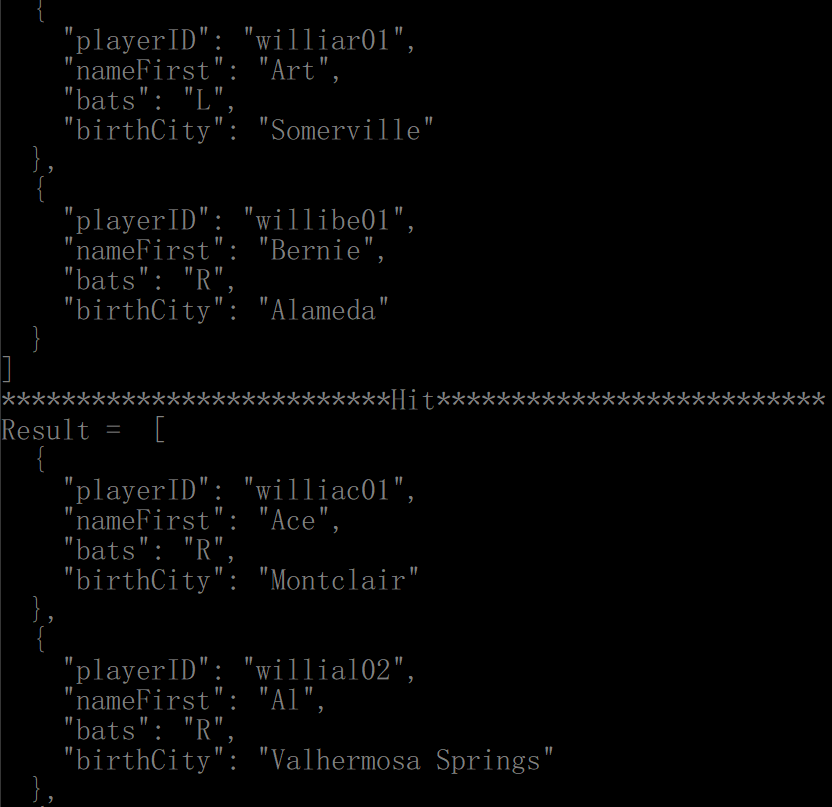 {
"playerID": "williar01",
"nameFirst": "Art",
"bats": "L",
"birthCity": "Somerville"
},
{
"playerID": "willibe01",
"nameFirst": "Bernie",
"bats": "R",
"birthCity": "Alameda"
}
]
**************************Hit**************************
Result =  [
{
"playerID": "williac01",
"nameFirst": "Ace",
"bats": "R",
"birthCity": "Montclair"
},
{
"playerID": "willial02",
"nameFirst": "Al",
"bats": "R",
"birthCity": "Valhermosa Springs"
},